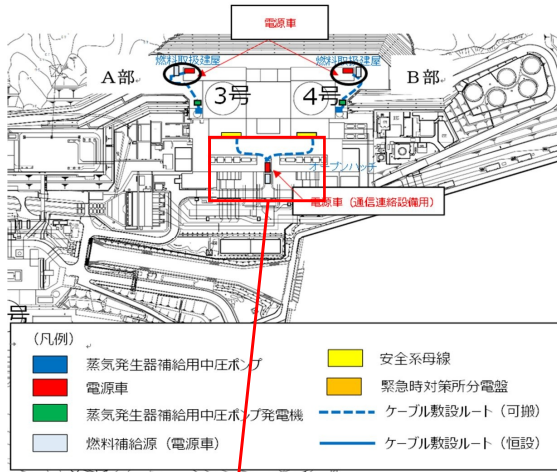 電源車
燃料取扱建屋 燃料取扱建屋
A部 B部
3号 4号
オープンハッチ
電源車（通信連絡設備用）
号
（凡例）
蒸気発生器補給用中圧ポンプ
電源車
蒸気発生器補給用中圧ポンプ発電機
燃料補給源（電源車）
安全系母線
緊急時対策所分電盤
ケーブル敷設ルート（可搬）
ケーブル敷設ルート（恒設）